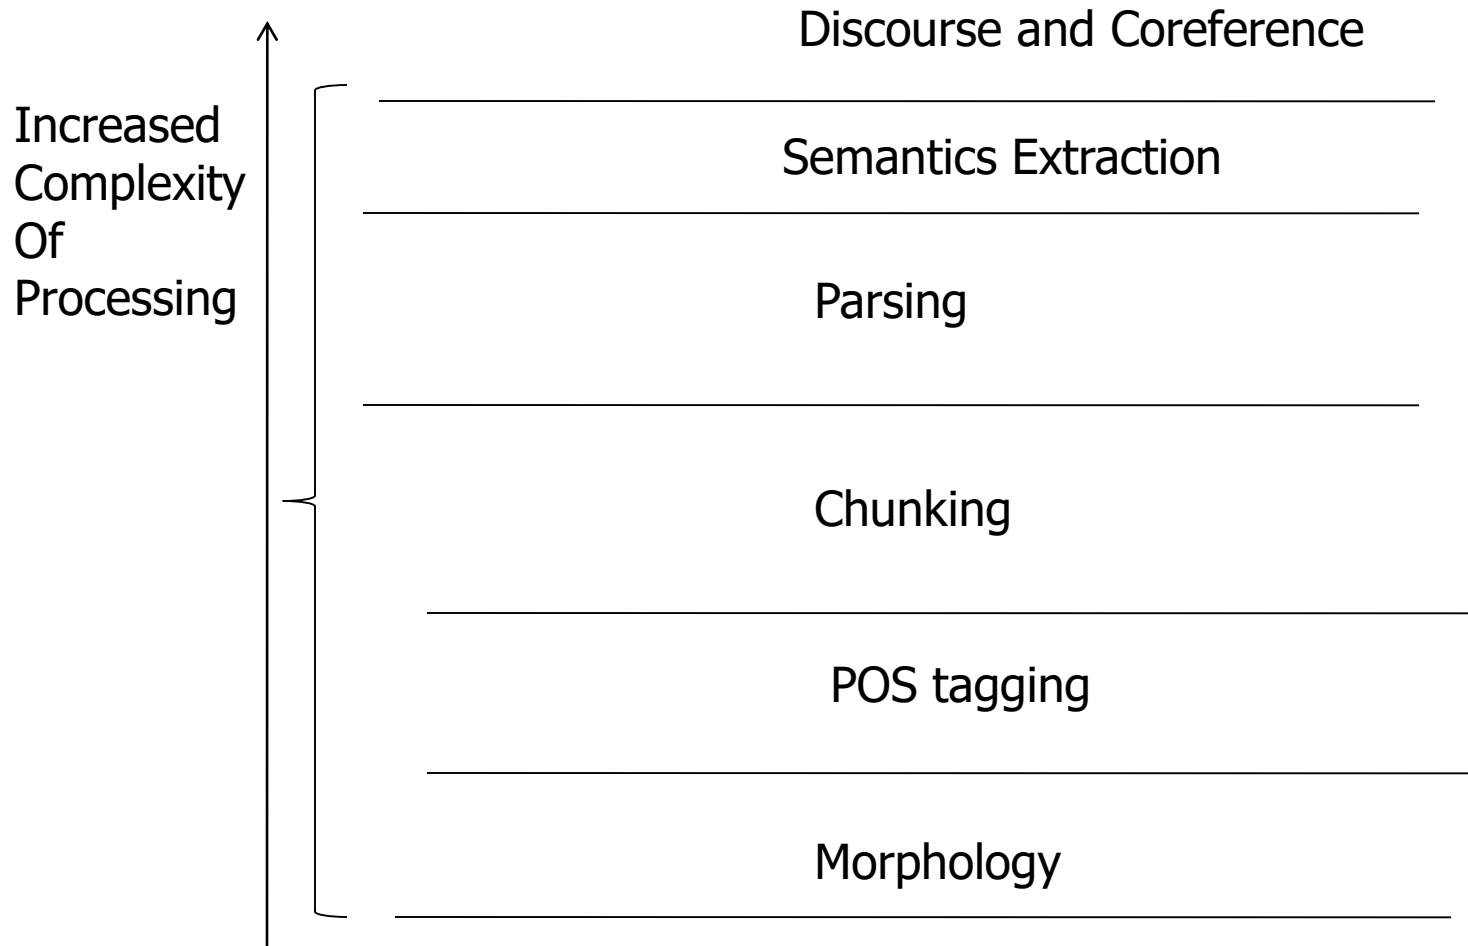 Discourse and Coreference
Increased
Complexity
Of
Processing
Semantics Extraction
Parsing
Chunking
POS tagging
Morphology